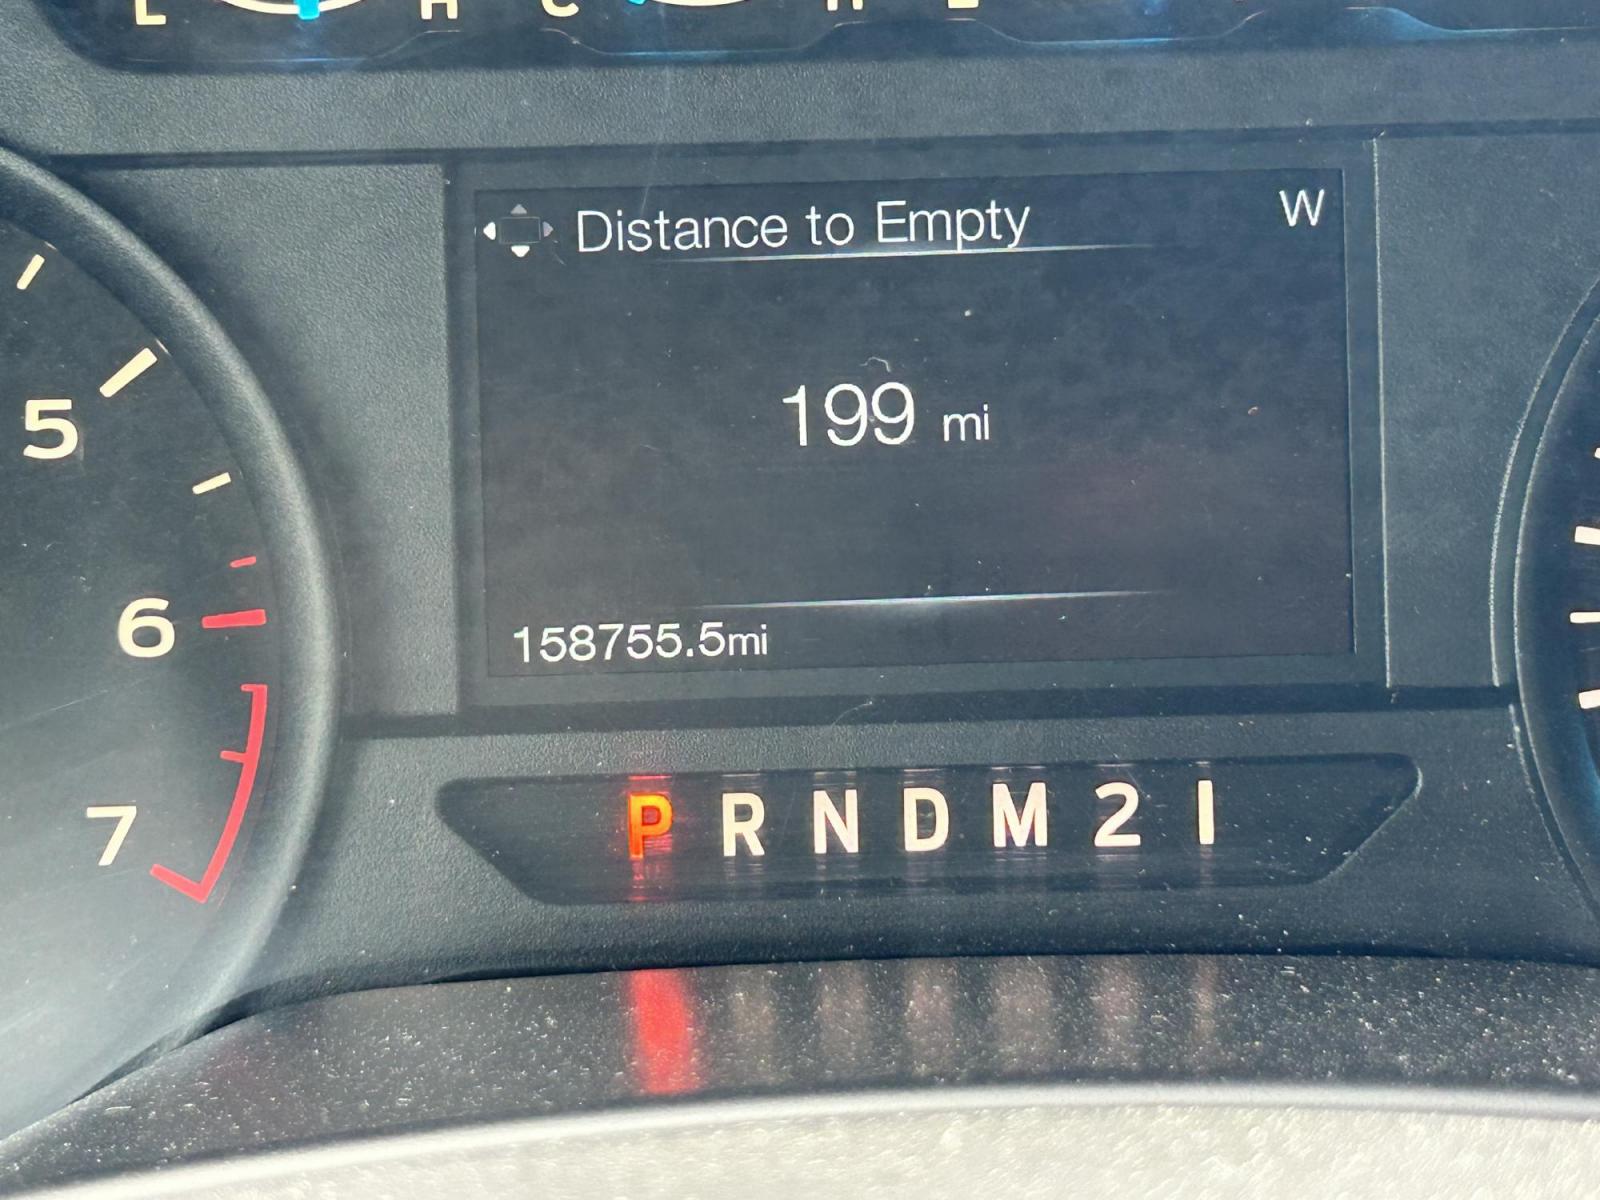 L H C H E
Distance to Empty W
5
199 mi
6
158755.5mi
7
P R N D M 2 1